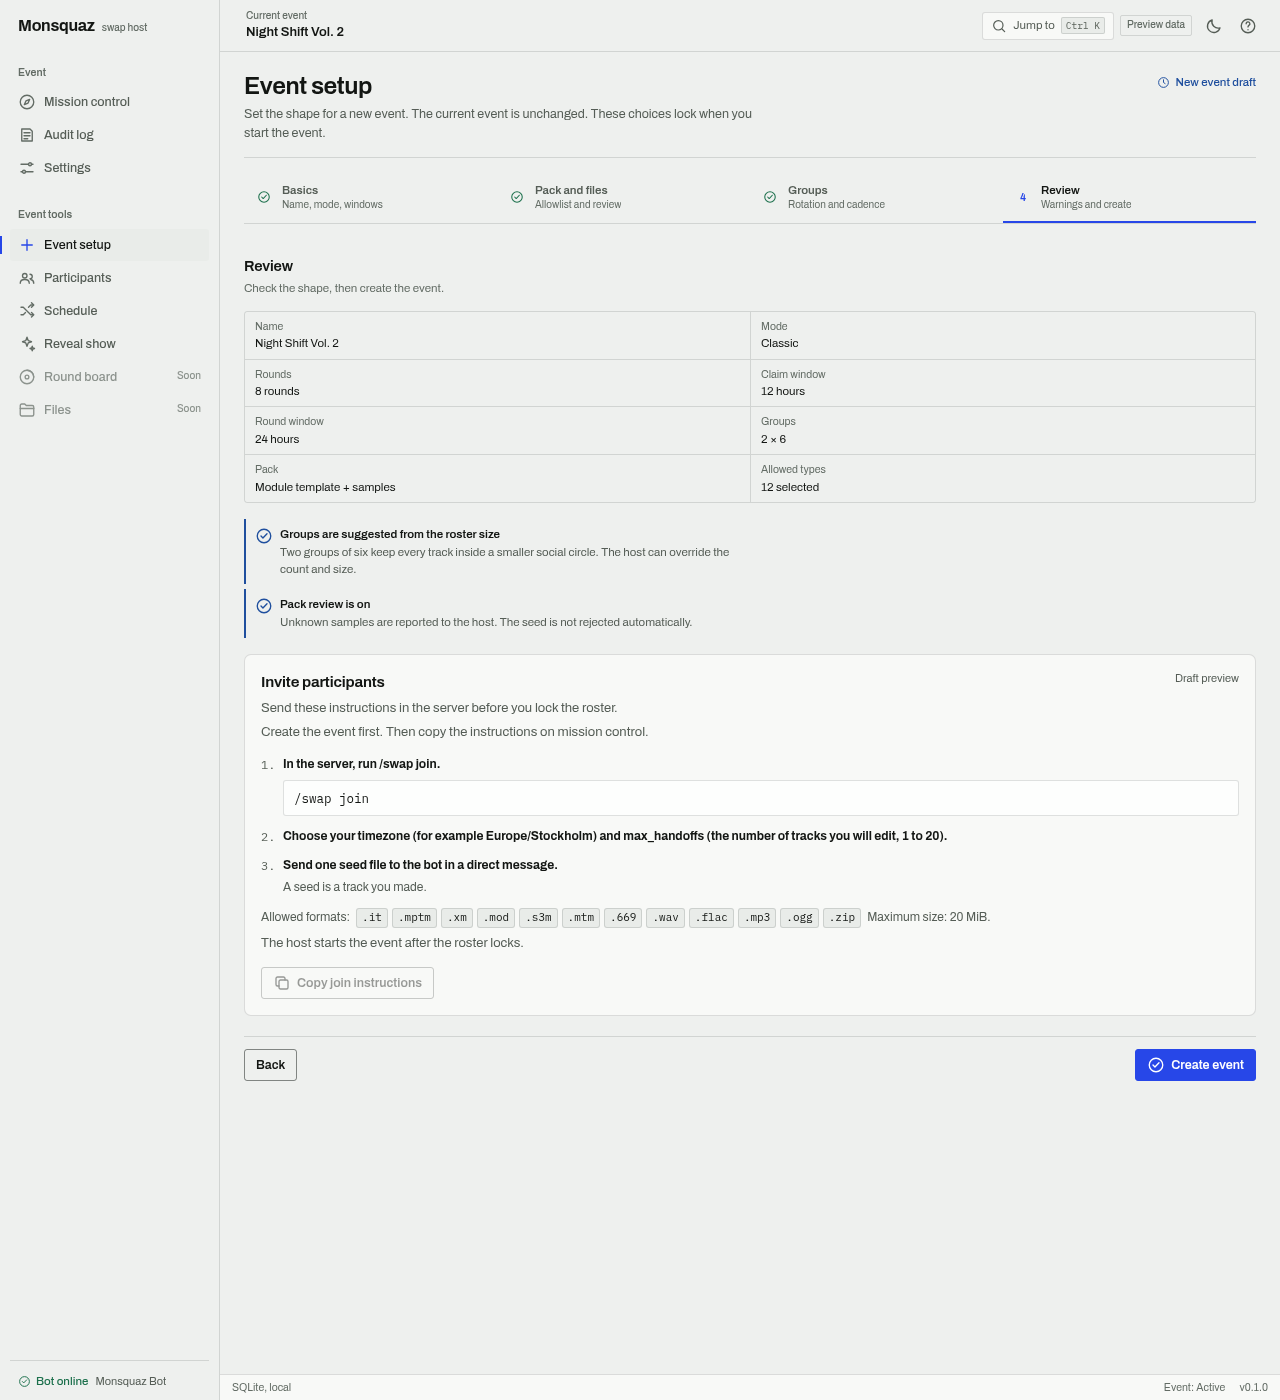 Monsquaz swap host
Event
Mission control
Audit log
Settings
Event tools
Event setup
Participants
Schedule
Reveal show
Round board Soon
Files Soon
Bot online Monsquaz Bot
Current event
Night Shift Vol. 2
Jump to Ctrl K
Preview data
Event setup
New event draft
Set the shape for a new event. The current event is unchanged. These choices lock when you
start the event.
Basics
Name, mode, windows
Pack and files
Allowlist and review
Groups
Rotation and cadence
4 Review
Warnings and create
Review
Check the shape, then create the event.
Name
Night Shift Vol. 2
Mode
Classic
Rounds
8 rounds
Claim window
12 hours
Round window
24 hours
Groups
2 × 6
Pack
Module template + samples
Allowed types
12 selected
Groups are suggested from the roster size
Two groups of six keep every track inside a smaller social circle. The host can override the
count and size.
Pack review is on
Unknown samples are reported to the host. The seed is not rejected automatically.
Invite participants
Draft preview
Send these instructions in the server before you lock the roster.
Create the event first. Then copy the instructions on mission control.
1. In the server, run /swap join.
/swap join
2. Choose your timezone (for example Europe/Stockholm) and max_handoffs (the number of tracks you will edit, 1 to 20).
3. Send one seed file to the bot in a direct message.
A seed is a track you made.
Allowed formats: .it .mptm .xm .mod .s3m .mtm .669 .wav .flac .mp3 .ogg .zip Maximum size: 20 MiB.
The host starts the event after the roster locks.
Copy join instructions
Back
Create event
SQLite, local
Event: Active v0.1.0